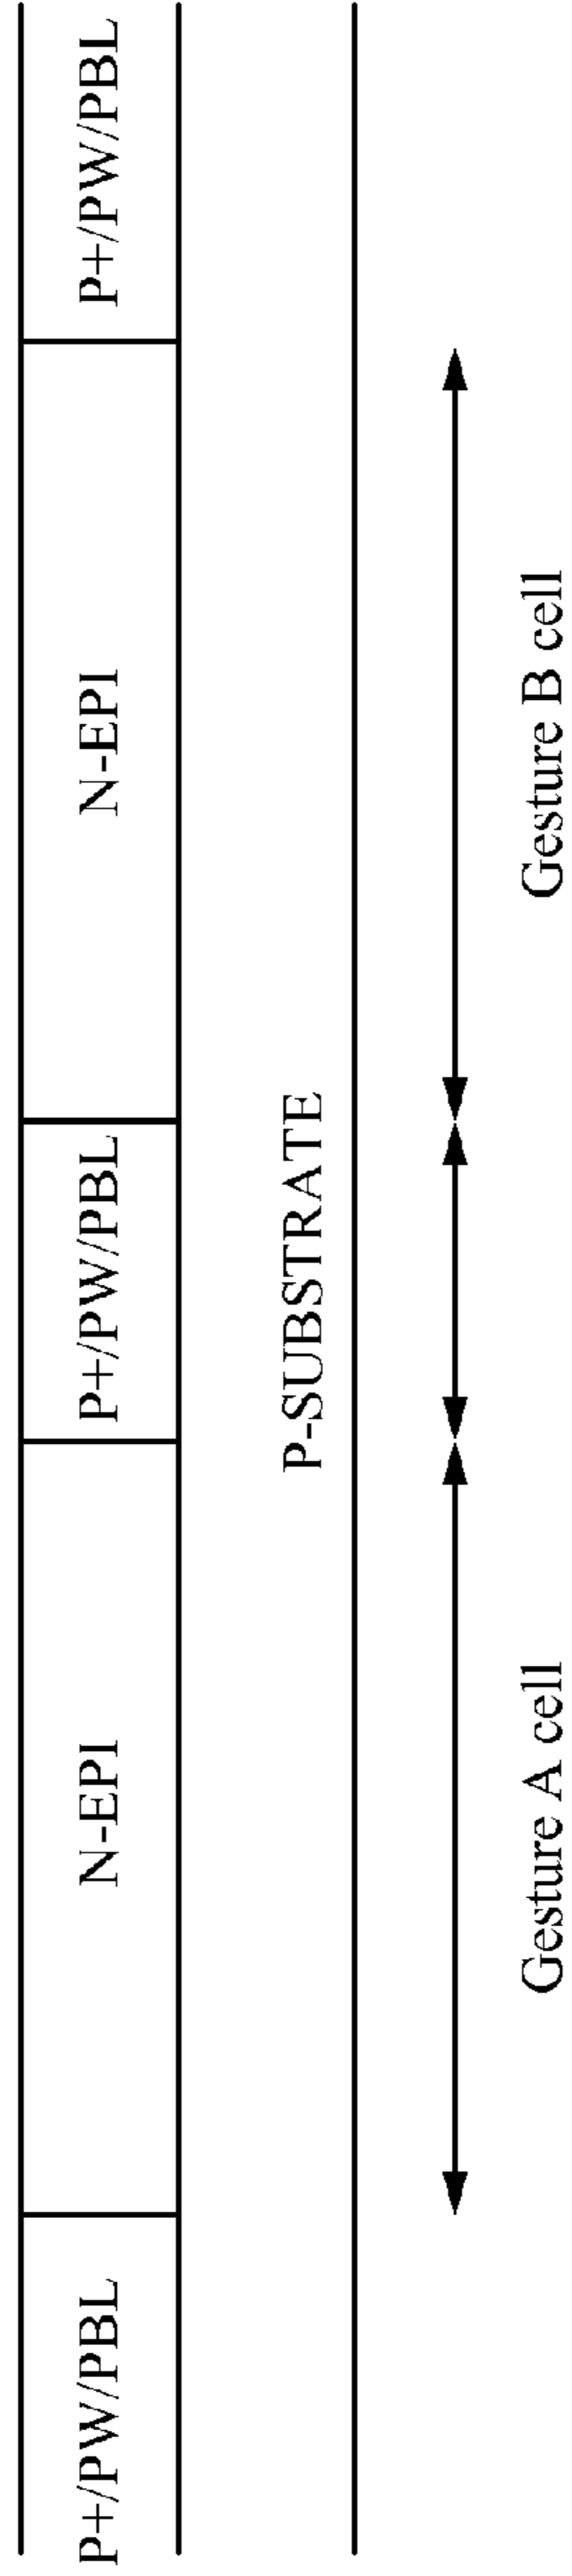 P+/PW/PBL
N-EPI
P+/PW/PBL
N-EPI
P+/PW/PBL
P-SUBSTRATE
Gesture A cell
Gesture B cell